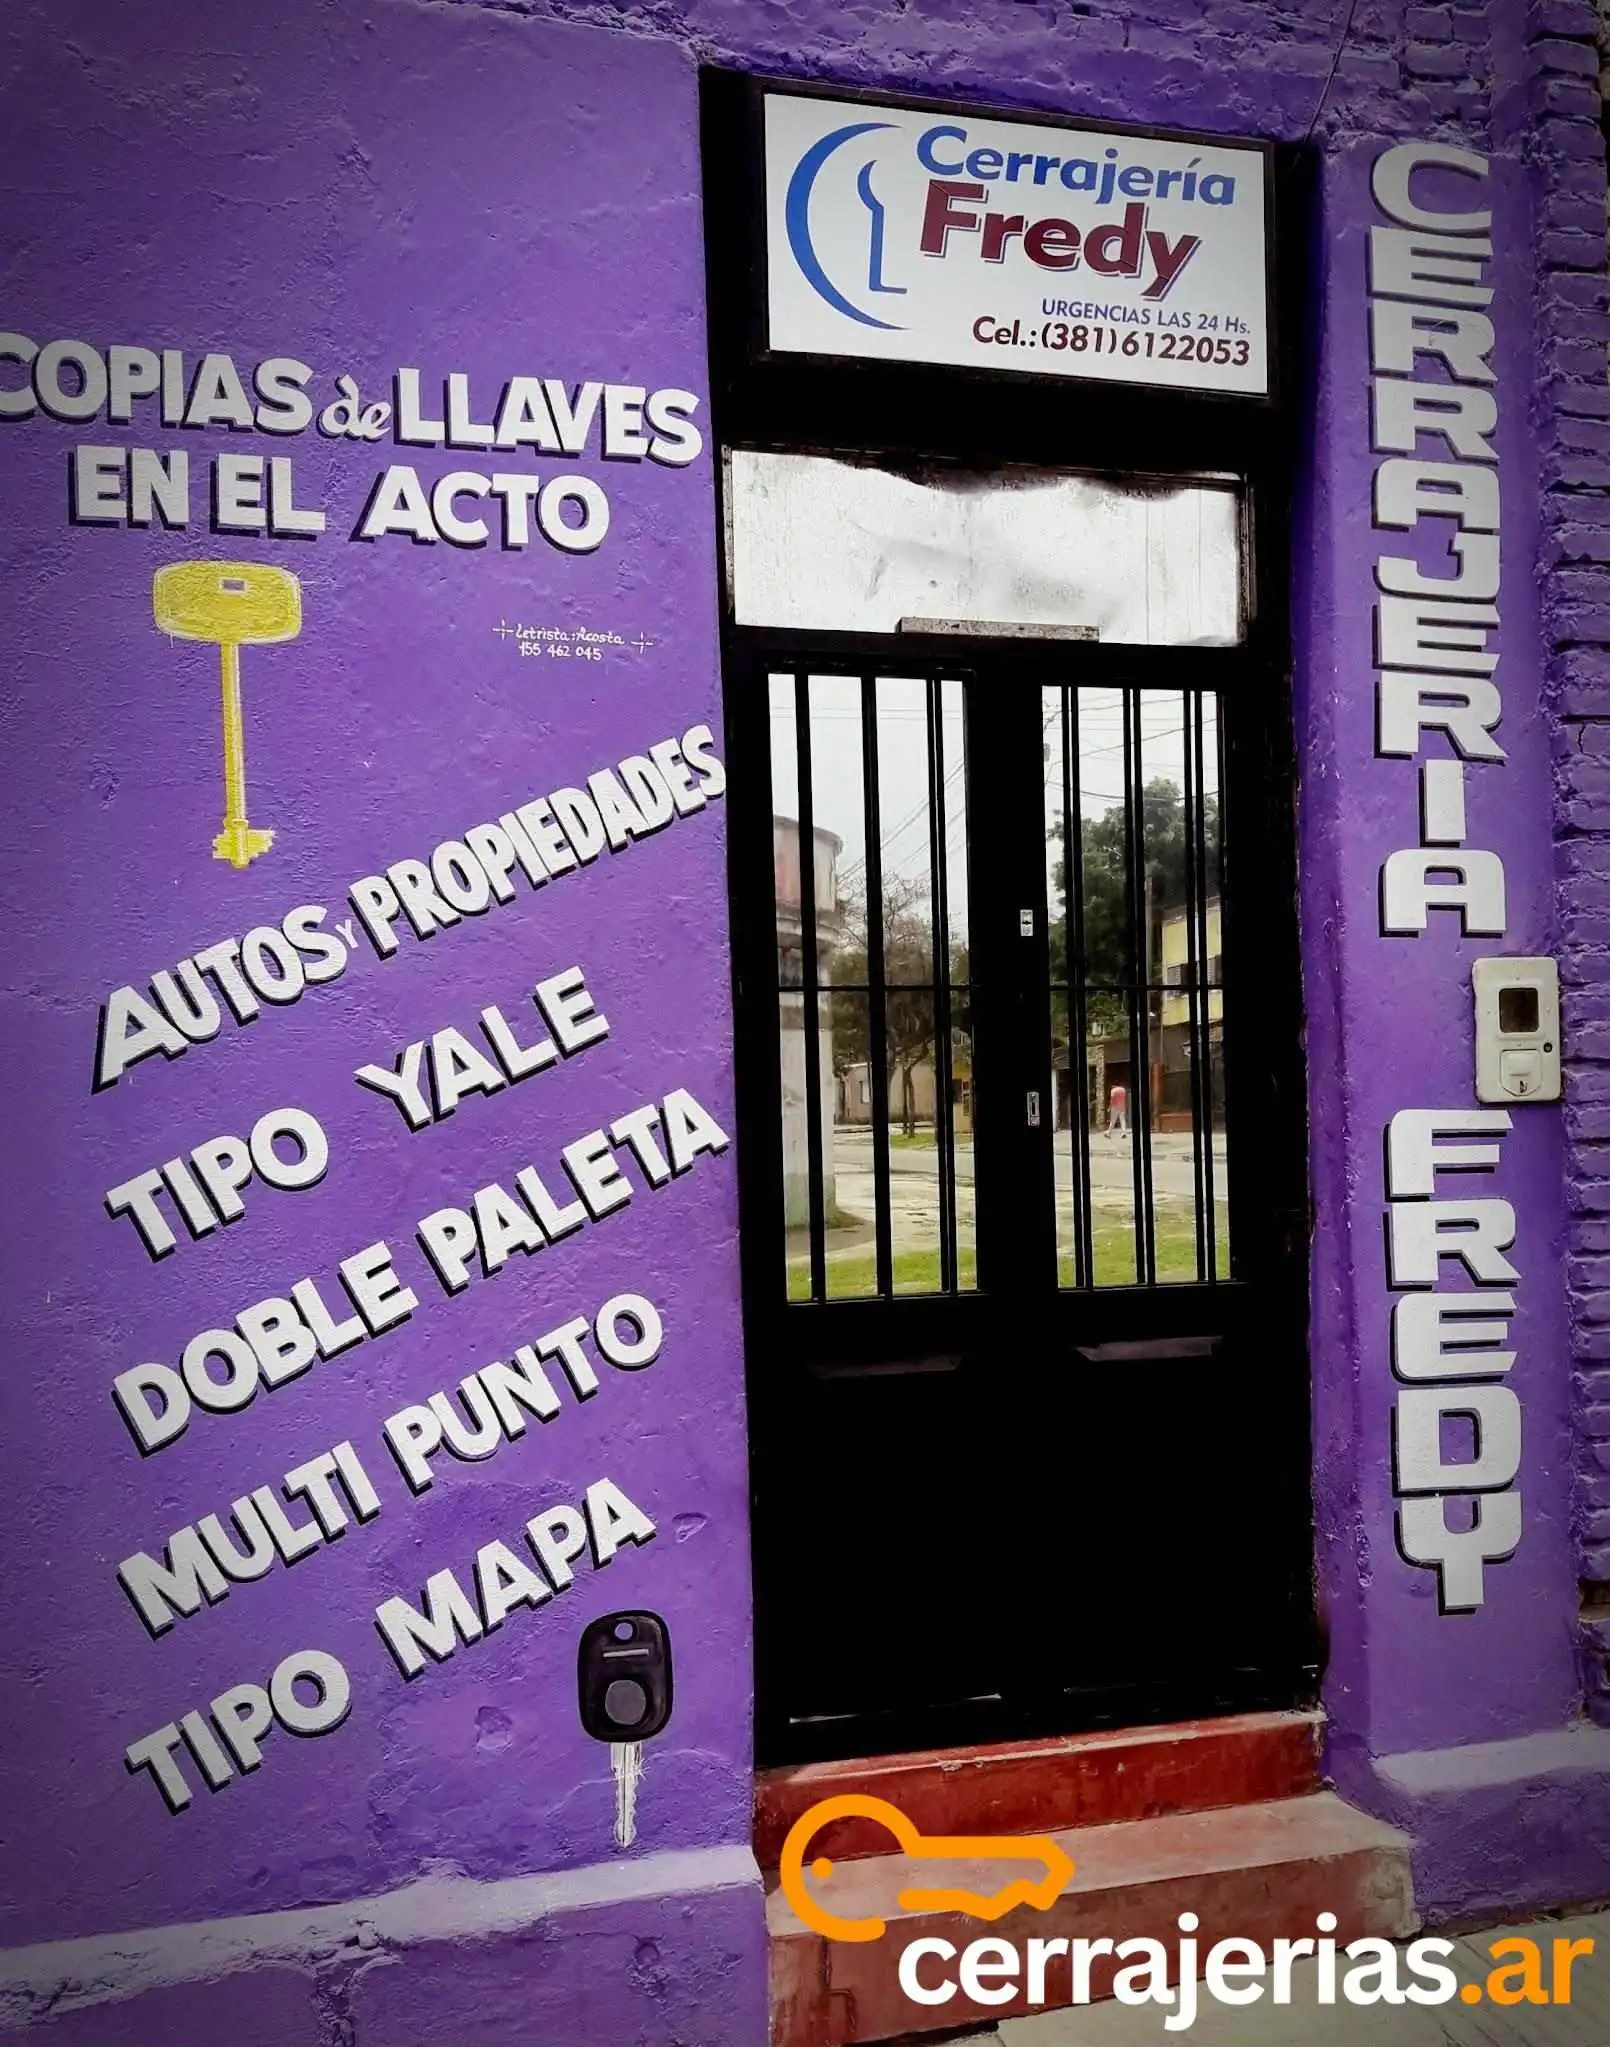 Cerrajería
Fredy
URGENCIAS LAS 24 Hs.
Cel.: (381)6122053
COPIAS de LLAVES
EN EL ACTO
Letrista: Acosta
155 462 045
AUTOS Y PROPIEDADES
TIPO YALE
DOBLE PALETA
MULTI PUNTO
TIPO MAPA
CERRAJERIA
FREDY
cerrajerias.ar